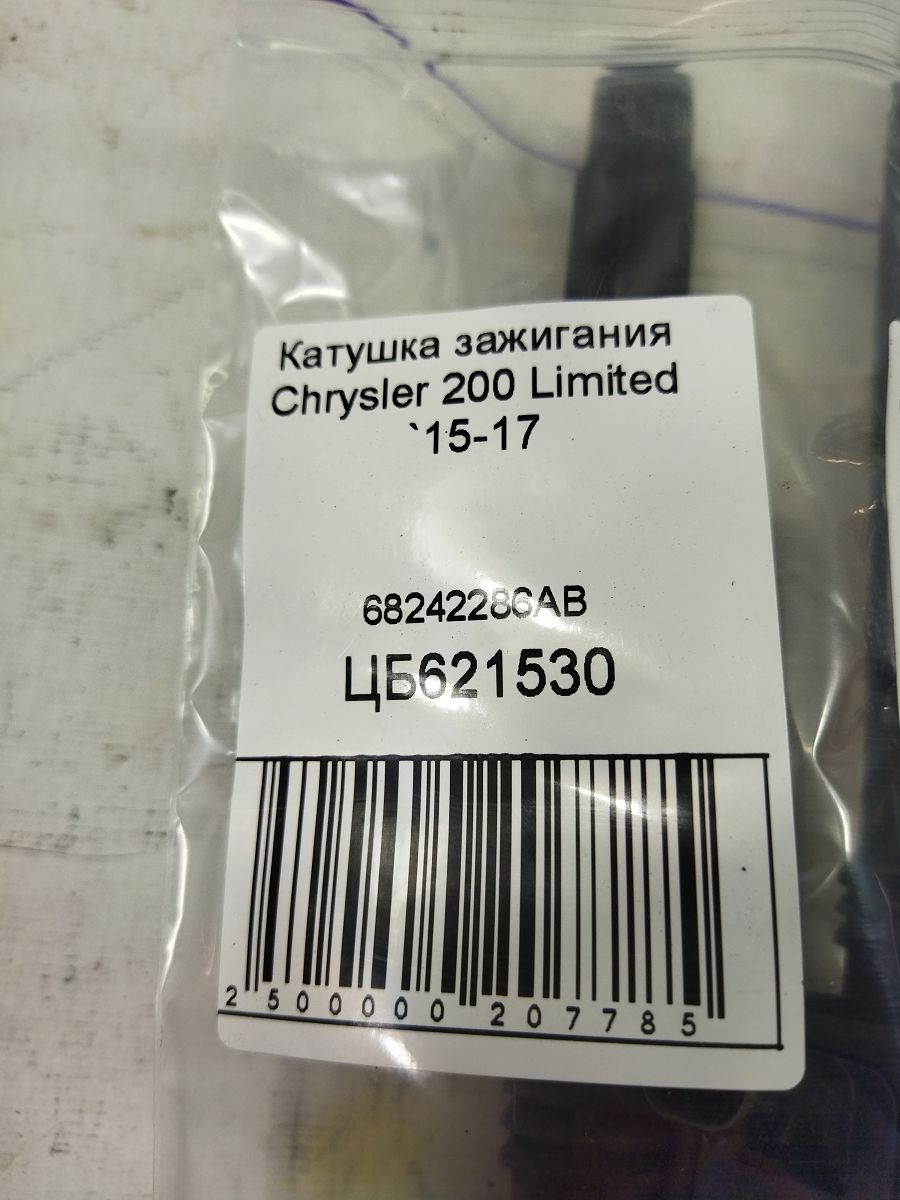 Катушка зажигания
Chrysler 200 Limited
`15-17
68242286AB
ЦБ621530
2 500000 207785